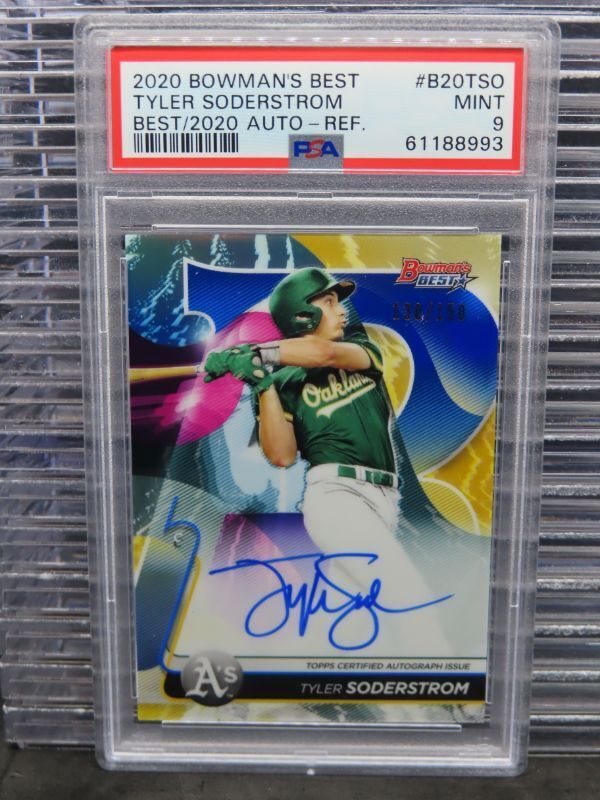 2020 BOWMAN'S BEST #B20TSO
TYLER SODERSTROM MINT
BEST/2020 AUTO – REF. 9
PSA 61188993
Bowman's
BEST
Oakland
TOPPS CERTIFIED AUTOGRAPH ISSUE
A's
TYLER SODERSTROM